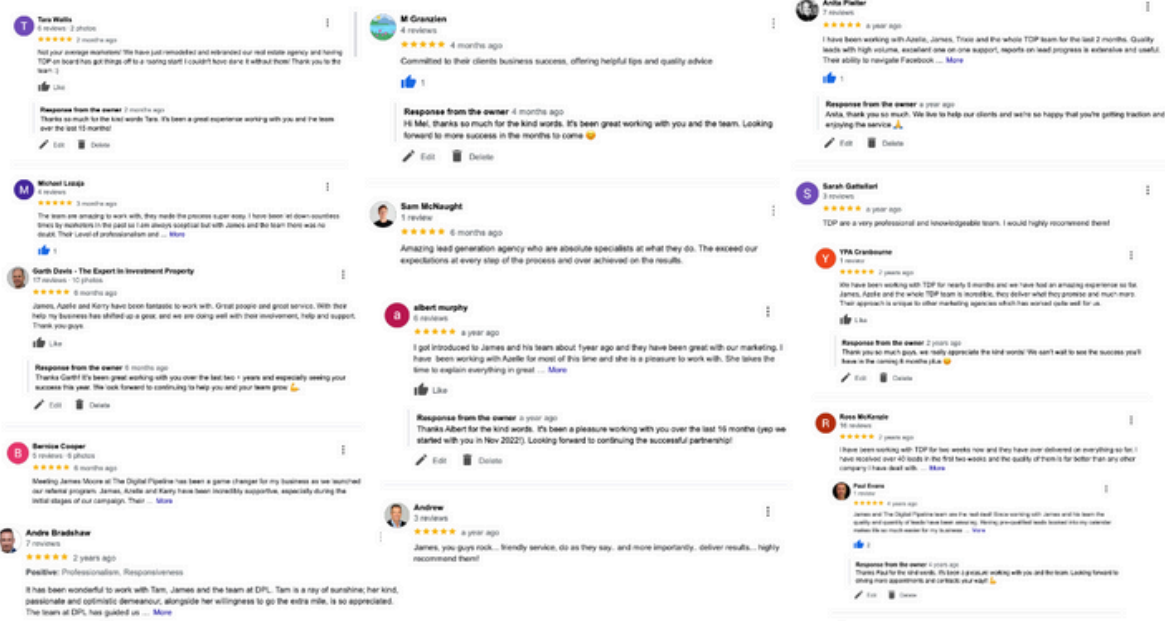 Tara Wallis
6 reviews · 2 photos
★★★★★ 2 months ago
Not your average marketers! We have just remodelled and rebranded our real estate agency and having
TDP on board has got things off to a roaring start! I couldn't have done it without them! Thank you to the
team :)
Like
Response from the owner 2 months ago
Thanks so much for the kind words Tara. It's been a great experience working with you and the team
over the last 15 months!
Edit Delete
M
Michael Lozaja
4 reviews
★★★★★ 3 months ago
The team are amazing to work with, they made the process super easy. I have been let down countless
times by marketers in the past so I am always sceptical but with James and the team there was no
doubt. Their Level of professionalism and ... More
1
Garth Davis - The Expert In Investment Property
17 reviews · 10 photos
★★★★★ 6 months ago
James, Azelle and Kerry have been fantastic to work with. Great people and great service. With their
help my business has shifted up a gear, and we are doing well with their involvement, help and support.
Thank you guys.
Like
Response from the owner 6 months ago
Thanks Garth! It's been great working with you over the last two + years and especially seeing your
success this year. We look forward to continuing to help you and your team grow 💪
Edit Delete
B
Bernice Cooper
5 reviews · 6 photos
★★★★★ 6 months ago
Meeting James Moore at The Digital Pipeline has been a game changer for my business as we launched
our referral program. James, Azelle and Kerry have been incredibly supportive, especially during the
initial stages of our campaign. Their ... More
Andre Bradshaw
7 reviews
★★★★★ 2 years ago
Positive: Professionalism, Responsiveness
It has been wonderful to work with Tam, James and the team at DPL. Tam is a ray of sunshine; her kind,
passionate and optimistic demeanour, alongside her willingness to go the extra mile, is so appreciated.
The team at DPL has guided us ... More
M Granzien
4 reviews
★★★★★ 4 months ago
Committed to their clients business success, offering helpful tips and quality advice
1
Response from the owner 4 months ago
Hi Mel, thanks so much for the kind words. It's been great working with you and the team. Looking
forward to more success in the months to come 😊
Edit Delete
Sam McNaught
1 review
★★★★★ 6 months ago
Amazing lead generation agency who are absolute specialists at what they do. The exceed our
expectations at every step of the process and over achieved on the results.
a
albert murphy
6 reviews
★★★★★ a year ago
I got introduced to James and his team about 1year ago and they have been great with our marketing. I
have been working with Azelle for most of this time and she is a pleasure to work with. She takes the
time to explain everything in great ... More
Like
Response from the owner a year ago
Thanks Albert for the kind words. It's been a pleasure working with you over the last 16 months (yep we
started with you in Nov 2022!). Looking forward to continuing the successful partnership!
Edit Delete
Andrew
3 reviews
★★★★★ a year ago
James, you guys rock... friendly service, do as they say.. and more importantly.. deliver results... highly
recommend them!
Anita Pfeifer
7 reviews
★★★★★ a year ago
I have been working with Azelle, James, Trixie and the whole TDP team for the last 2 months. Quality
leads with high volume, excellent one on one support, reports on lead progress is extensive and useful.
Their ability to navigate Facebook ... More
1
Response from the owner a year ago
Anita, thank you so much. We live to help our clients and we're so happy that you're getting traction and
enjoying the service 🙏
Edit Delete
S
Sarah Gattellari
3 reviews
★★★★★ a year ago
TDP are a very professional and knowledgeable team. I would highly recommend them!
Y
YPA Cranbourne
1 review
★★★★★ 2 years ago
We have been working with TDP for nearly 6 months and we have had an amazing experience so far.
James, Azelle and the whole TDP team is incredible, they deliver what they promise and much more.
Their approach is unique to other marketing agencies which has worked quite well for us.
Like
Response from the owner 2 years ago
Thank you so much guys, we really appreciate the kind words! We can't wait to see the success you'll
have in the coming 6 months plus 😊
Edit Delete
R
Ross McKenzie
16 reviews
★★★★★ 2 years ago
I have been working with TDP for two weeks now and they have over delivered on everything so far. I
have received over 40 leads in the first two weeks and the quality of them is far better than any other
company I have dealt with. ... More
Paul Evans
1 review
★★★★★ 4 years ago
James and The Digital Pipeline team are the real deal! Since working with James and his team the
quality and quantity of leads have been amazing. Having pre-qualified leads booked into my calendar
makes life so much easier for my business ... More
2
Response from the owner 4 years ago
Thanks Paul for the kind words. It's been a pleasure working with you and the team. Looking forward to
driving more appointments and contracts your way!! 💪
Edit Delete